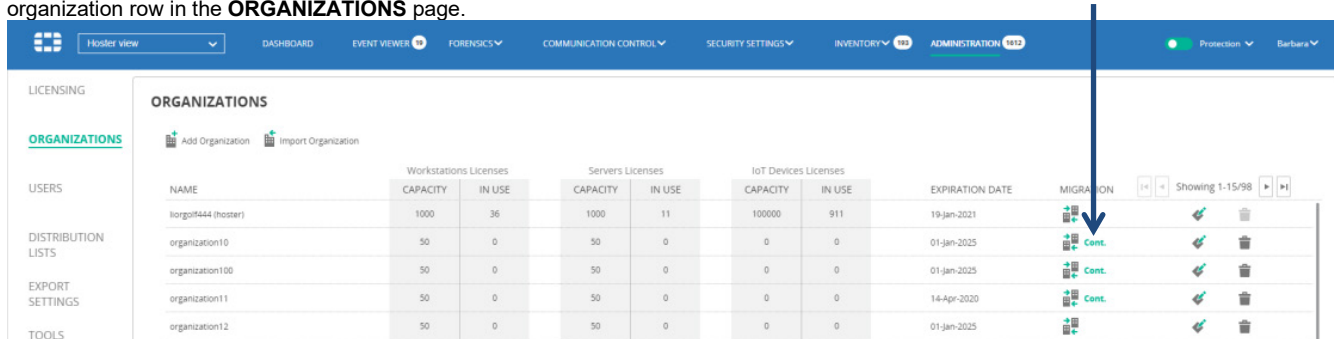 organization row in the ORGANIZATIONS page.
Hoster view DASHBOARD EVENT VIEWER 19 FORENSICS COMMUNICATION CONTROL SECURITY SETTINGS INVENTORY 193 ADMINISTRATION 1612 Protection Barbara
LICENSING
ORGANIZATIONS
ORGANIZATIONS
Add Organization Import Organization
Workstations Licenses Servers Licenses IoT Devices Licenses
USERS
NAME CAPACITY IN USE CAPACITY IN USE CAPACITY IN USE EXPIRATION DATE MIGRATION Showing 1-15/98
liorgolf444 (hoster) 1000 36 1000 11 100000 911 19-Jan-2021
DISTRIBUTION
LISTS
organization10 50 0 50 0 0 0 01-Jan-2025 Cont.
organization100 50 0 50 0 0 0 01-Jan-2025 Cont.
EXPORT
SETTINGS
organization11 50 0 50 0 0 0 14-Apr-2020 Cont.
TOOLS
organization12 50 0 50 0 0 0 01-Jan-2025